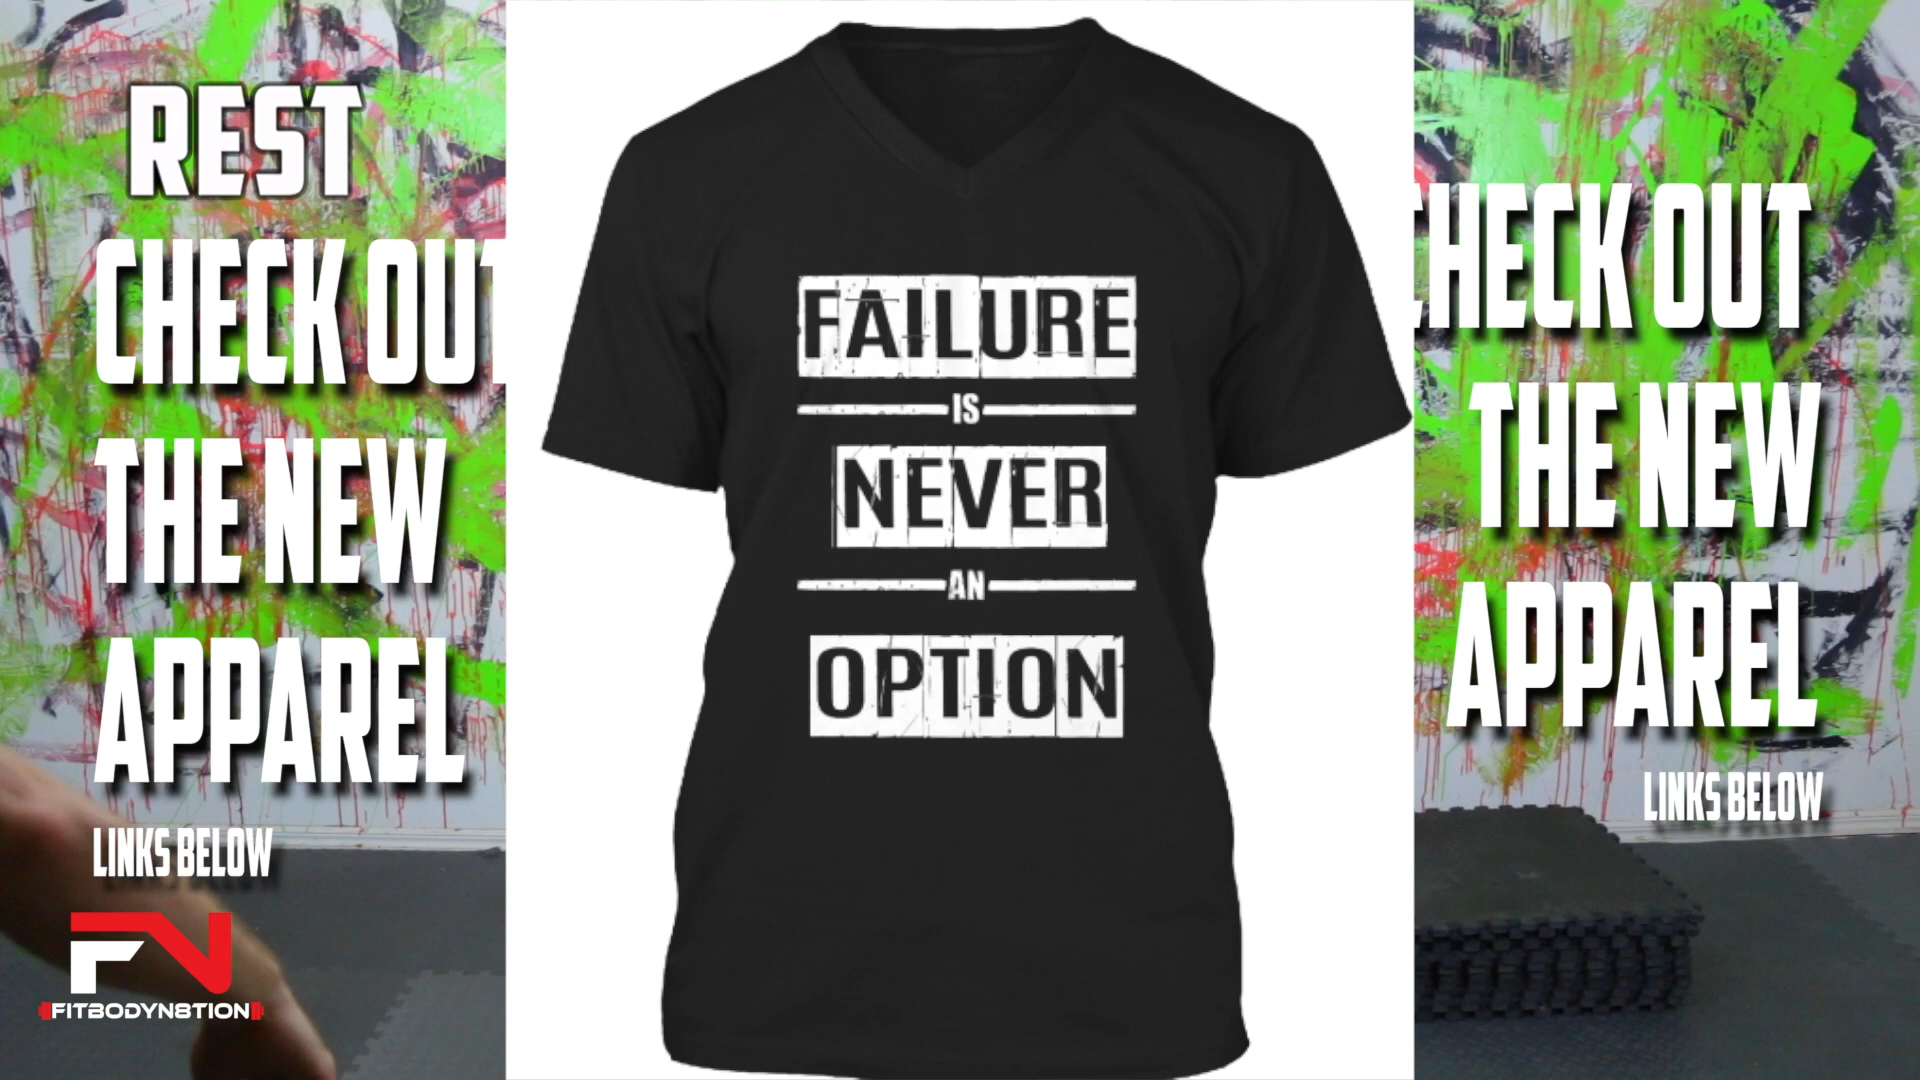 REST
CHECK OUT
THE NEW
APPAREL
LINKS BELOW
FN
FITBODYN8TION
FAILURE
IS
NEVER
AN
OPTION
CHECK OUT
THE NEW
APPAREL
LINKS BELOW